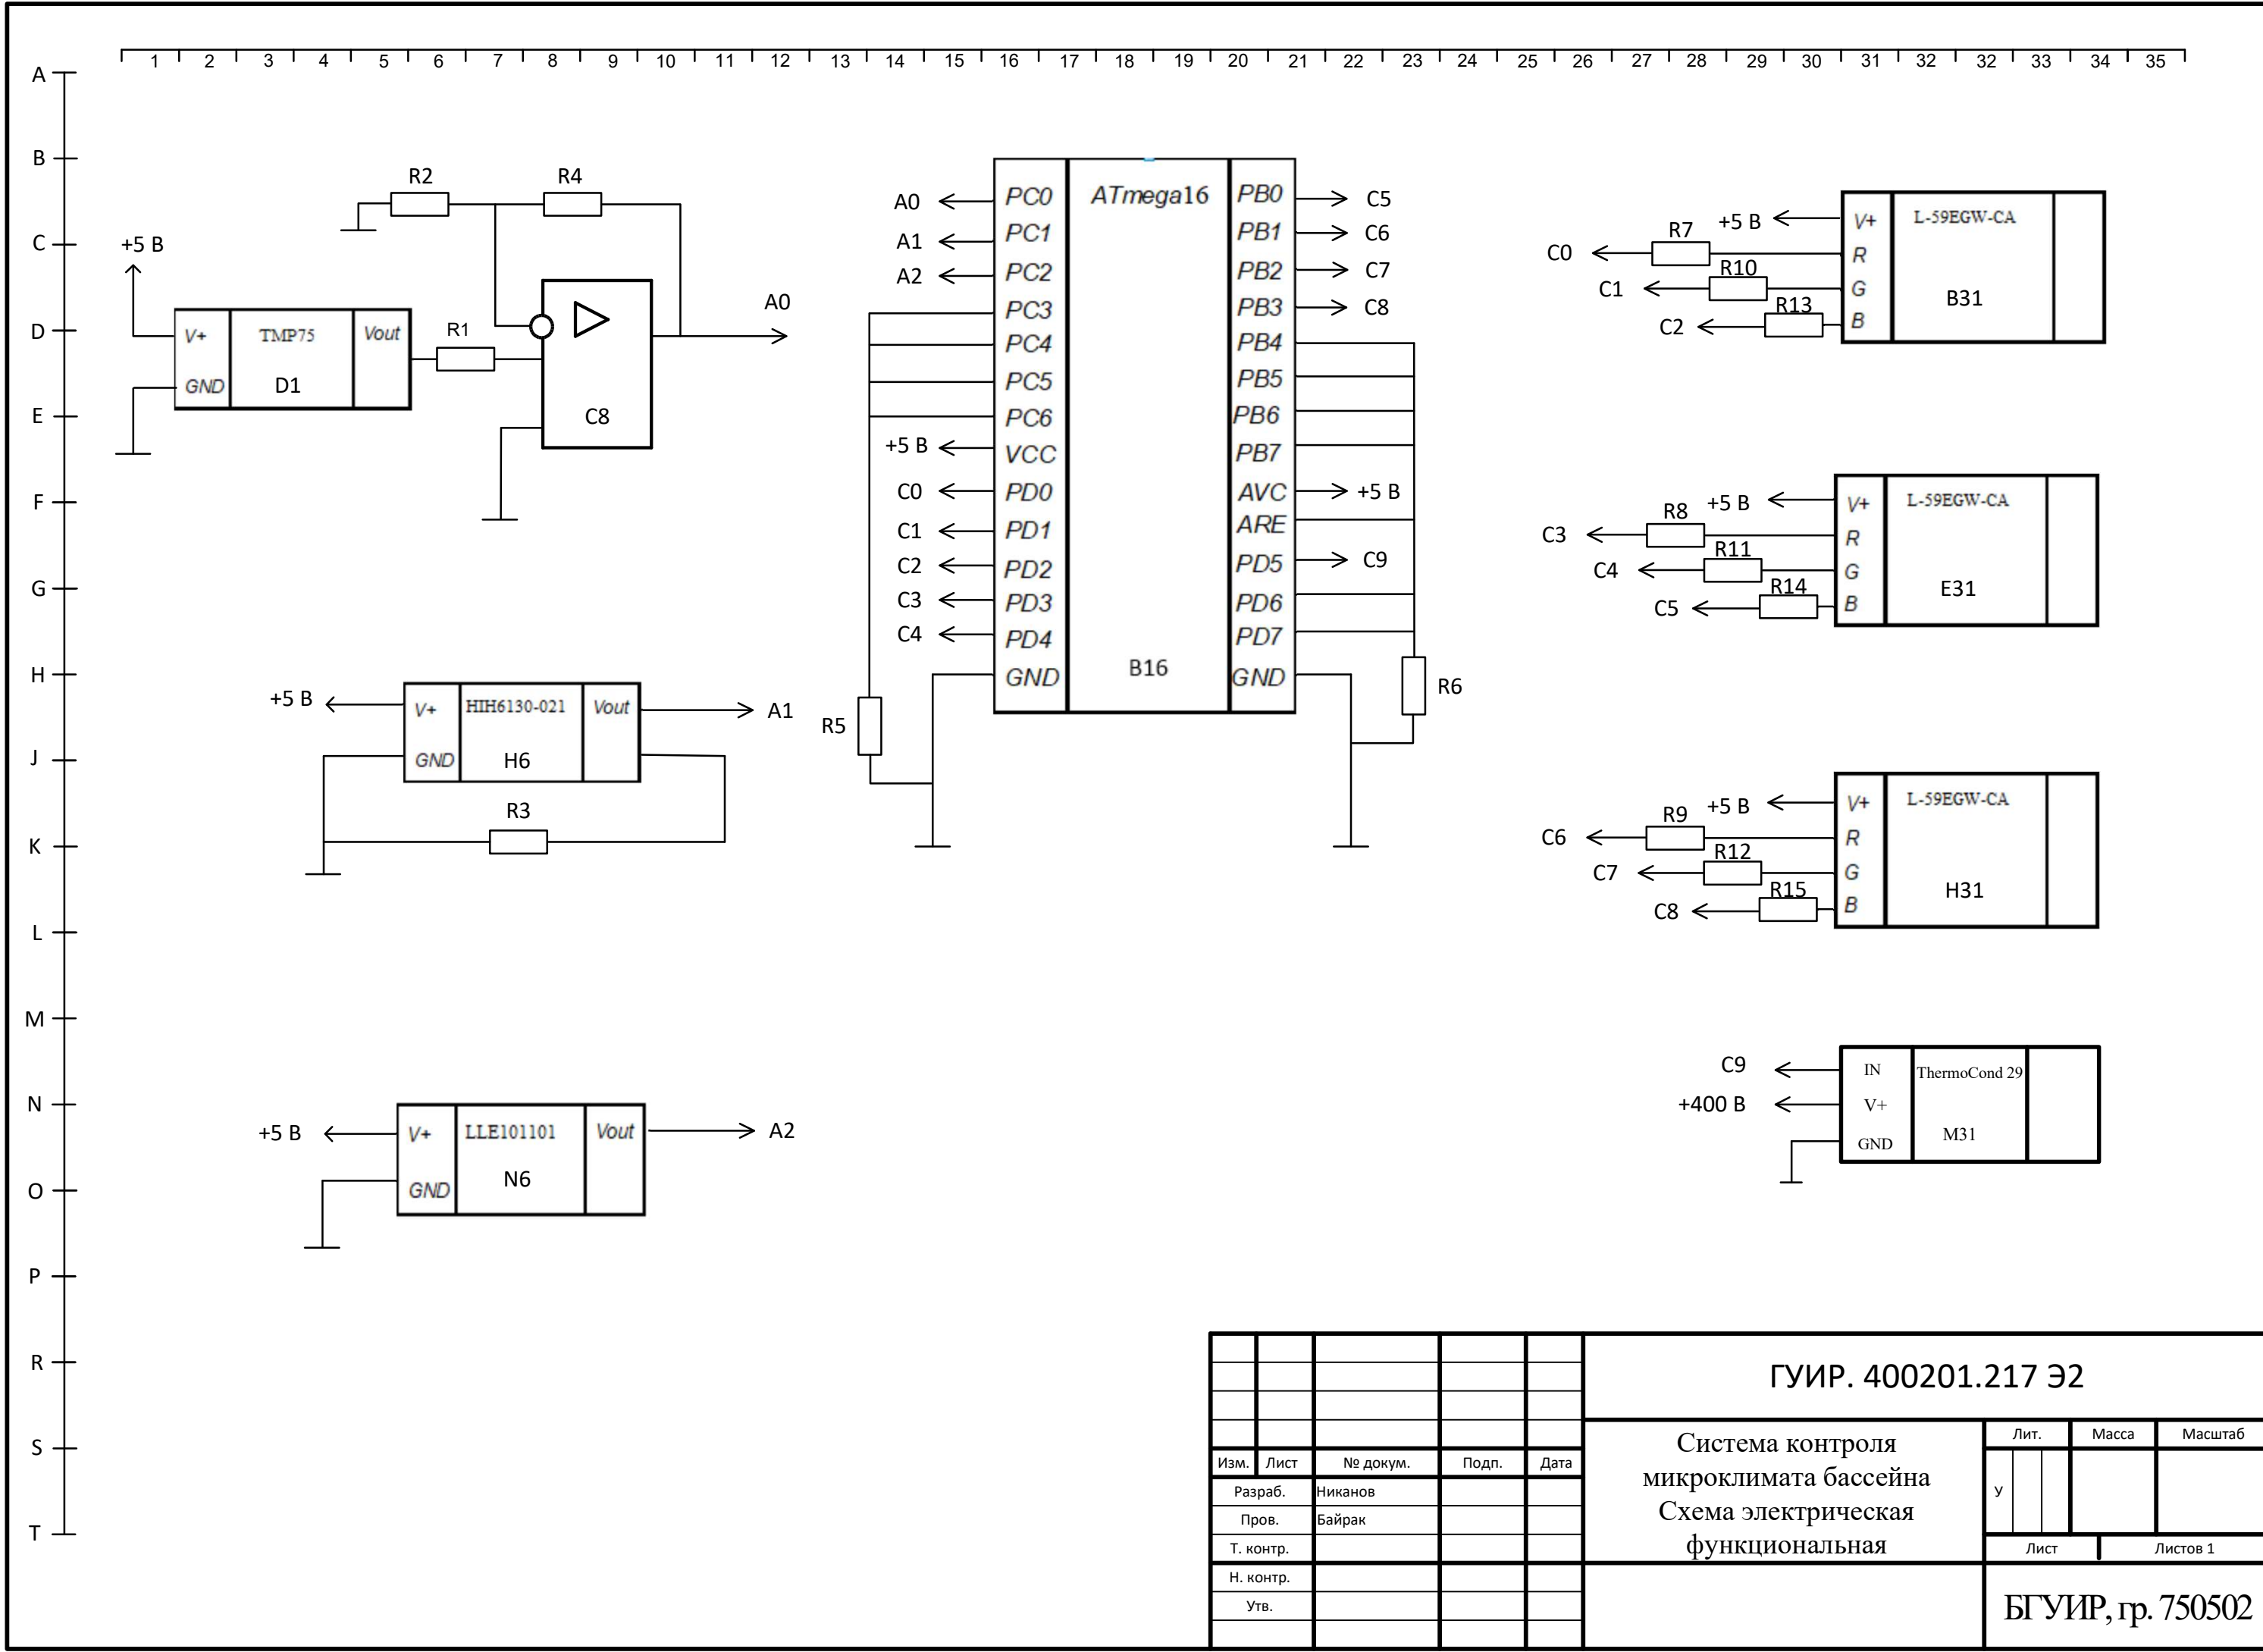 1 2 3 4 5 6 7 8 9 10 11 12 13 14 15 16 17 18 19 20 21 22 23 24 25 26 27 28 29 30 31 32 32 33 34 35
A
B
C
D
E
F
G
H
J
K
L
M
N
O
P
R
S
T
R2
R4
+5 В
V+
GND
TMP75
D1
Vout
R1
C8
A0
+5 В
V+
GND
HIH6130-021
H6
Vout
A1
R3
+5 В
V+
GND
LLE101101
N6
Vout
A2
A0
A1
A2
+5 В
C0
C1
C2
C3
C4
R5
PC0
PC1
PC2
PC3
PC4
PC5
PC6
VCC
PD0
PD1
PD2
PD3
PD4
GND
ATmega16
B16
PB0
PB1
PB2
PB3
PB4
PB5
PB6
PB7
AVC
ARE
PD5
PD6
PD7
GND
C5
C6
C7
C8
+5 В
C9
R6
C0
R7
+5 В
C1
R10
C2
R13
V+
R
G
B
L-59EGW-CA
B31
C3
R8
+5 В
C4
R11
C5
R14
V+
R
G
B
L-59EGW-CA
E31
C6
R9
+5 В
C7
R12
C8
R15
V+
R
G
B
L-59EGW-CA
H31
C9
+400 В
IN
V+
GND
ThermoCond 29
M31
ГУИР. 400201.217 Э2
Изм. Лист № докум. Подп. Дата
Разраб. Никанов
Пров. Байрак
Т. контр.
Н. контр.
Утв.
Система контроля
микроклимата бассейна
Схема электрическая
функциональная
Лит. Масса Масштаб
У
Лист Листов 1
БГУИР, гр. 750502